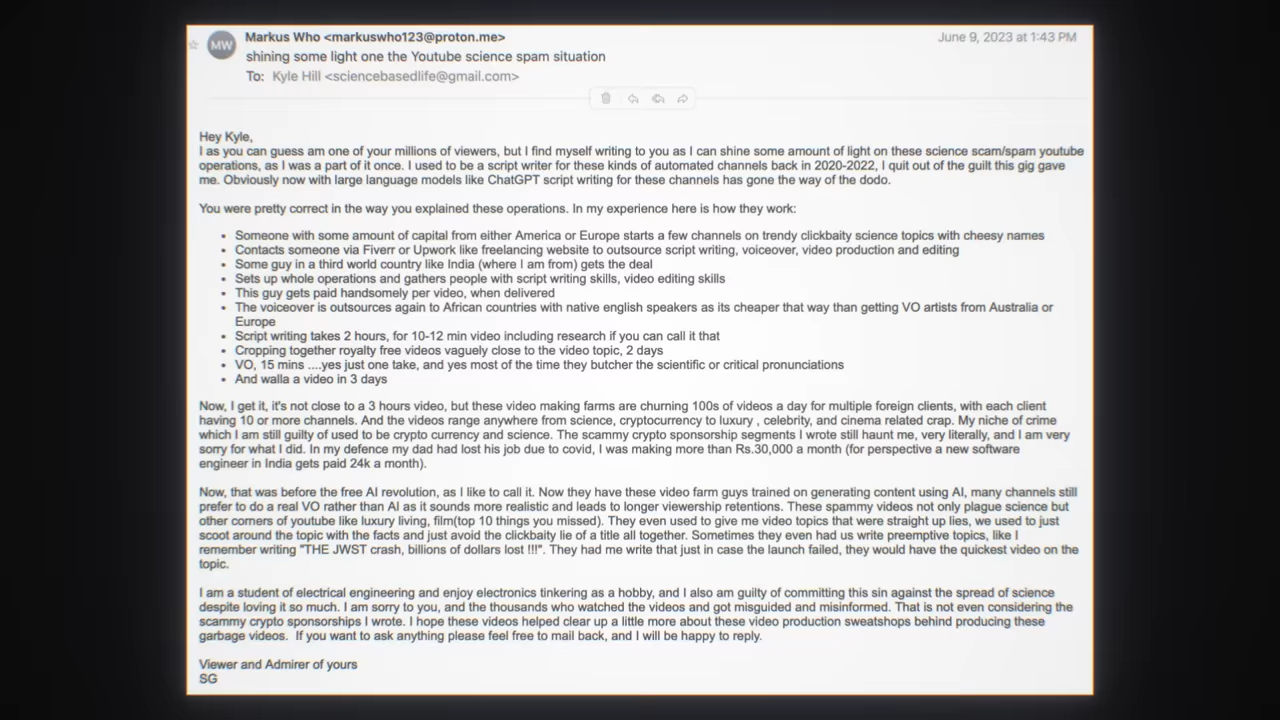 MW
Markus Who <markuswho123@proton.me>
June 9, 2023 at 1:43 PM
shining some light one the Youtube science spam situation
To: Kyle Hill <sciencebasedlife@gmail.com>
Hey Kyle,
I as you can guess am one of your millions of viewers, but I find myself writing to you as I can shine some amount of light on these science scam/spam youtube
operations, as I was a part of it once. I used to be a script writer for these kinds of automated channels back in 2020-2022, I quit out of the guilt this gig gave
me. Obviously now with large language models like ChatGPT script writing for these channels has gone the way of the dodo.
You were pretty correct in the way you explained these operations. In my experience here is how they work:
• Someone with some amount of capital from either America or Europe starts a few channels on trendy clickbaity science topics with cheesy names
• Contacts someone via Fiverr or Upwork like freelancing website to outsource script writing, voiceover, video production and editing
• Some guy in a third world country like India (where I am from) gets the deal
• Sets up whole operations and gathers people with script writing skills, video editing skills
• This guy gets paid handsomely per video, when delivered
• The voiceover is outsources again to African countries with native english speakers as its cheaper that way than getting VO artists from Australia or
Europe
• Script writing takes 2 hours, for 10-12 min video including research if you can call it that
• Cropping together royalty free videos vaguely close to the video topic, 2 days
• VO, 15 mins ....yes just one take, and yes most of the time they butcher the scientific or critical pronunciations
• And walla a video in 3 days
Now, I get it, it's not close to a 3 hours video, but these video making farms are churning 100s of videos a day for multiple foreign clients, with each client
having 10 or more channels. And the videos range anywhere from science, cryptocurrency to luxury , celebrity, and cinema related crap. My niche of crime
which I am still guilty of used to be crypto currency and science. The scammy crypto sponsorship segments I wrote still haunt me, very literally, and I am very
sorry for what I did. In my defence my dad had lost his job due to covid, I was making more than Rs.30,000 a month (for perspective a new software
engineer in India gets paid 24k a month).
Now, that was before the free AI revolution, as I like to call it. Now they have these video farm guys trained on generating content using AI, many channels still
prefer to do a real VO rather than AI as it sounds more realistic and leads to longer viewership retentions. These spammy videos not only plague science but
other corners of youtube like luxury living, film(top 10 things you missed). They even used to give me video topics that were straight up lies, we used to just
scoot around the topic with the facts and just avoid the clickbaity lie of a title all together. Sometimes they even had us write preemptive topics, like I
remember writing "THE JWST crash, billions of dollars lost !!!". They had me write that just in case the launch failed, they would have the quickest video on the
topic.
I am a student of electrical engineering and enjoy electronics tinkering as a hobby, and I also am guilty of committing this sin against the spread of science
despite loving it so much. I am sorry to you, and the thousands who watched the videos and got misguided and misinformed. That is not even considering the
scammy crypto sponsorships I wrote. I hope these videos helped clear up a little more about these video production sweatshops behind producing these
garbage videos.  If you want to ask anything please feel free to mail back, and I will be happy to reply.
Viewer and Admirer of yours
SG